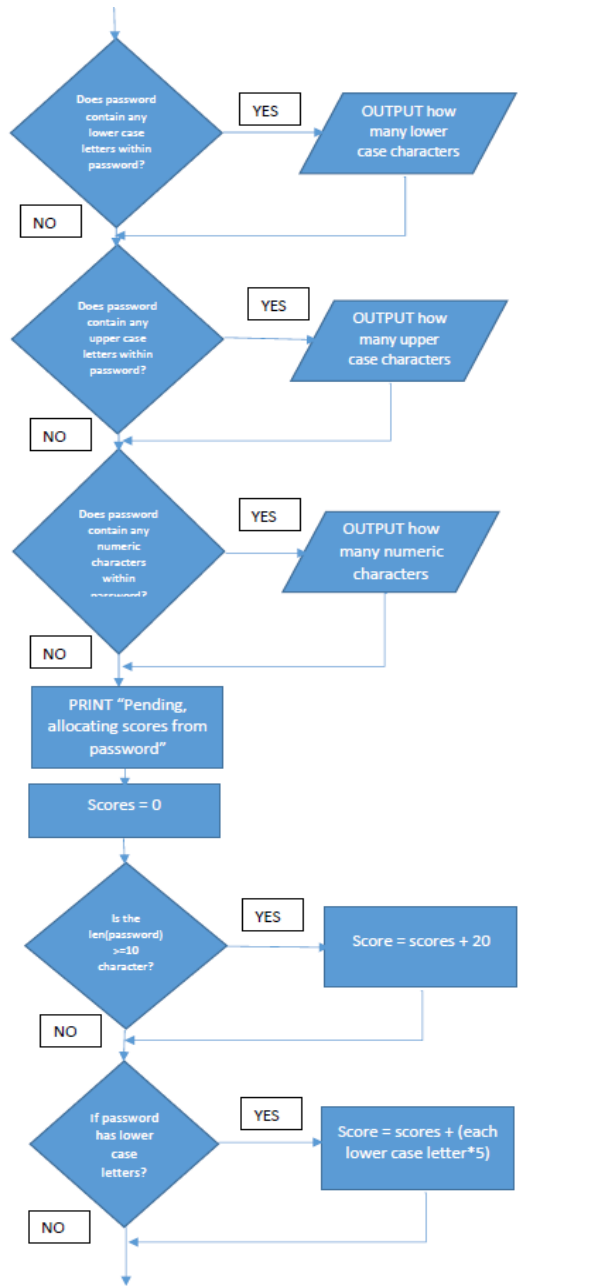 Does password
contain any
lower case
letters within
password?
YES
OUTPUT how
many lower
case characters
NO
Does password
contain any
upper case
letters within
password?
YES
OUTPUT how
many upper
case characters
NO
Does password
contain any
numeric
characters
within
password?
YES
OUTPUT how
many numeric
characters
NO
PRINT “Pending,
allocating scores from
password”
Scores = 0
Is the
len(password)
>=10
character?
YES
Score = scores + 20
NO
If password
has lower
case
letters?
YES
Score = scores + (each
lower case letter*5)
NO